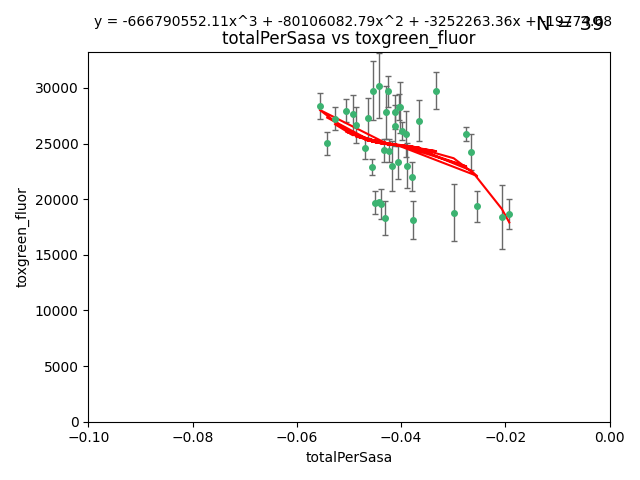 y = -666790552.11x^3 + -80106082.79x^2 + -3252263.36x +
N = 39
totalPerSasa vs toxgreen_fluor
30000
25000
20000
15000
10000
5000
0
toxgreen_fluor
−0.10
−0.08
−0.06
−0.04
−0.02
0.00
totalPerSasa